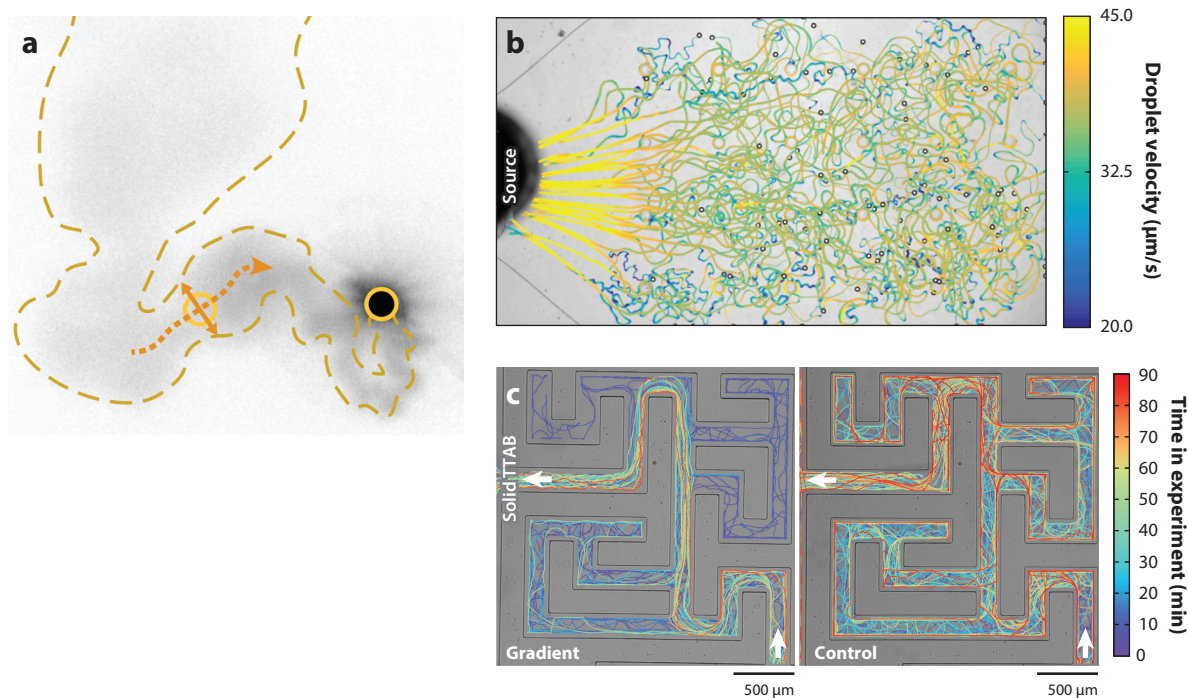 a
b
Source
45.0
32.5
20.0
Droplet velocity (µm/s)
c
Solid TTAB
Gradient
500 µm
Control
500 µm
90
80
70
60
50
40
30
20
10
0
Time in experiment (min)